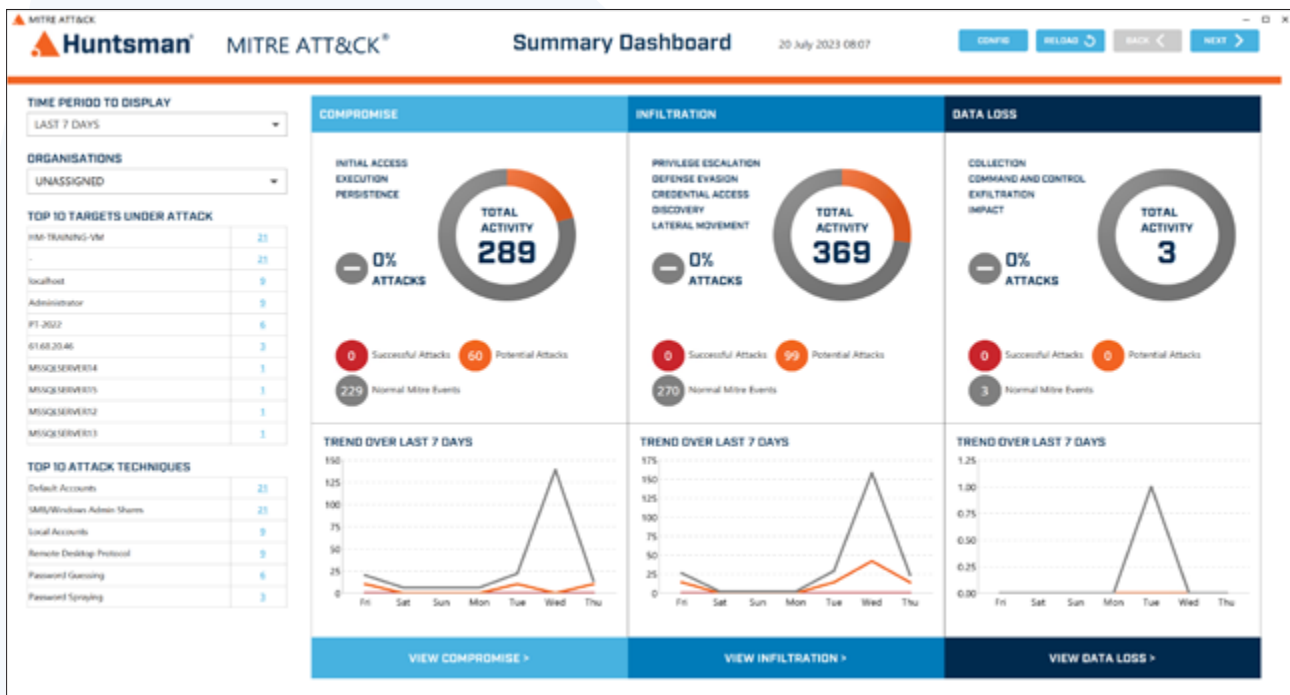 MITRE ATT&CK
Huntsman®
MITRE ATT&CK®
Summary Dashboard
20 July 2023 08:07
CONFIG
RELOAD
BACK
NEXT
TIME PERIOD TO DISPLAY
LAST 7 DAYS
ORGANISATIONS
UNASSIGNED
TOP 10 TARGETS UNDER ATTACK
HM-TRAINING-VM 21
- 21
localhost 9
Administrator 9
PT-2022 6
61.68.20.46 3
MSSQLSERVER14 1
MSSQLSERVER15 1
MSSQLSERVER12 1
MSSQLSERVER13 1
TOP 10 ATTACK TECHNIQUES
Default Accounts 21
SMB/Windows Admin Shares 21
Local Accounts 9
Remote Desktop Protocol 9
Password Guessing 6
Password Spraying 3
COMPROMISE
INITIAL ACCESS
EXECUTION
PERSISTENCE
TOTAL
ACTIVITY
289
0%
ATTACKS
0 Successful Attacks 60 Potential Attacks
229 Normal Mitre Events
TREND OVER LAST 7 DAYS
150
125
100
75
50
25
0
Fri Sat Sun Mon Tue Wed Thu
VIEW COMPROMISE >
INFILTRATION
PRIVILEGE ESCALATION
DEFENSE EVASION
CREDENTIAL ACCESS
DISCOVERY
LATERAL MOVEMENT
TOTAL
ACTIVITY
369
0%
ATTACKS
0 Successful Attacks 99 Potential Attacks
270 Normal Mitre Events
TREND OVER LAST 7 DAYS
175
150
125
100
75
50
25
0
Fri Sat Sun Mon Tue Wed Thu
VIEW INFILTRATION >
DATA LOSS
COLLECTION
COMMAND AND CONTROL
EXFILTRATION
IMPACT
TOTAL
ACTIVITY
3
0%
ATTACKS
0 Successful Attacks 0 Potential Attacks
3 Normal Mitre Events
TREND OVER LAST 7 DAYS
1.25
1.00
0.75
0.50
0.25
0.00
Fri Sat Sun Mon Tue Wed Thu
VIEW DATA LOSS >